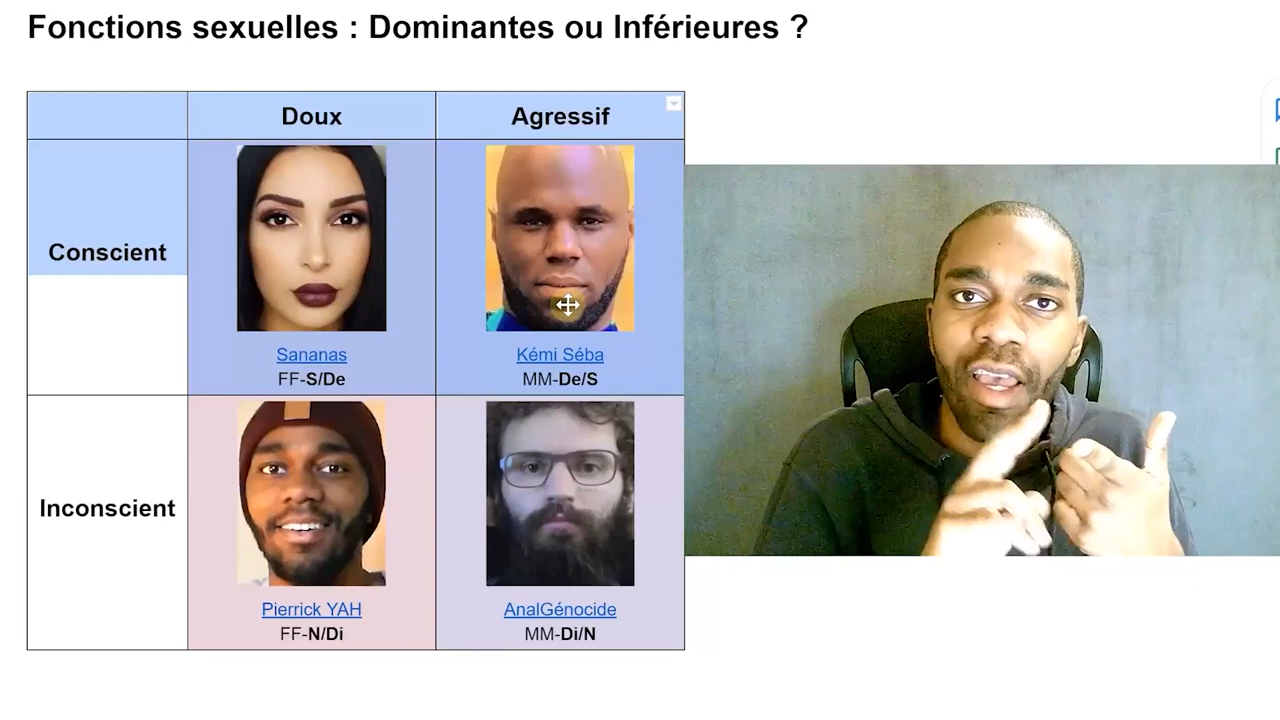 Fonctions sexuelles : Dominantes ou Inférieures ?
Doux
Agressif
Conscient
Sananas
FF-S/De
Kémi Séba
MM-De/S
Inconscient
Pierrick YAH
FF-N/Di
AnalGénocide
MM-Di/N